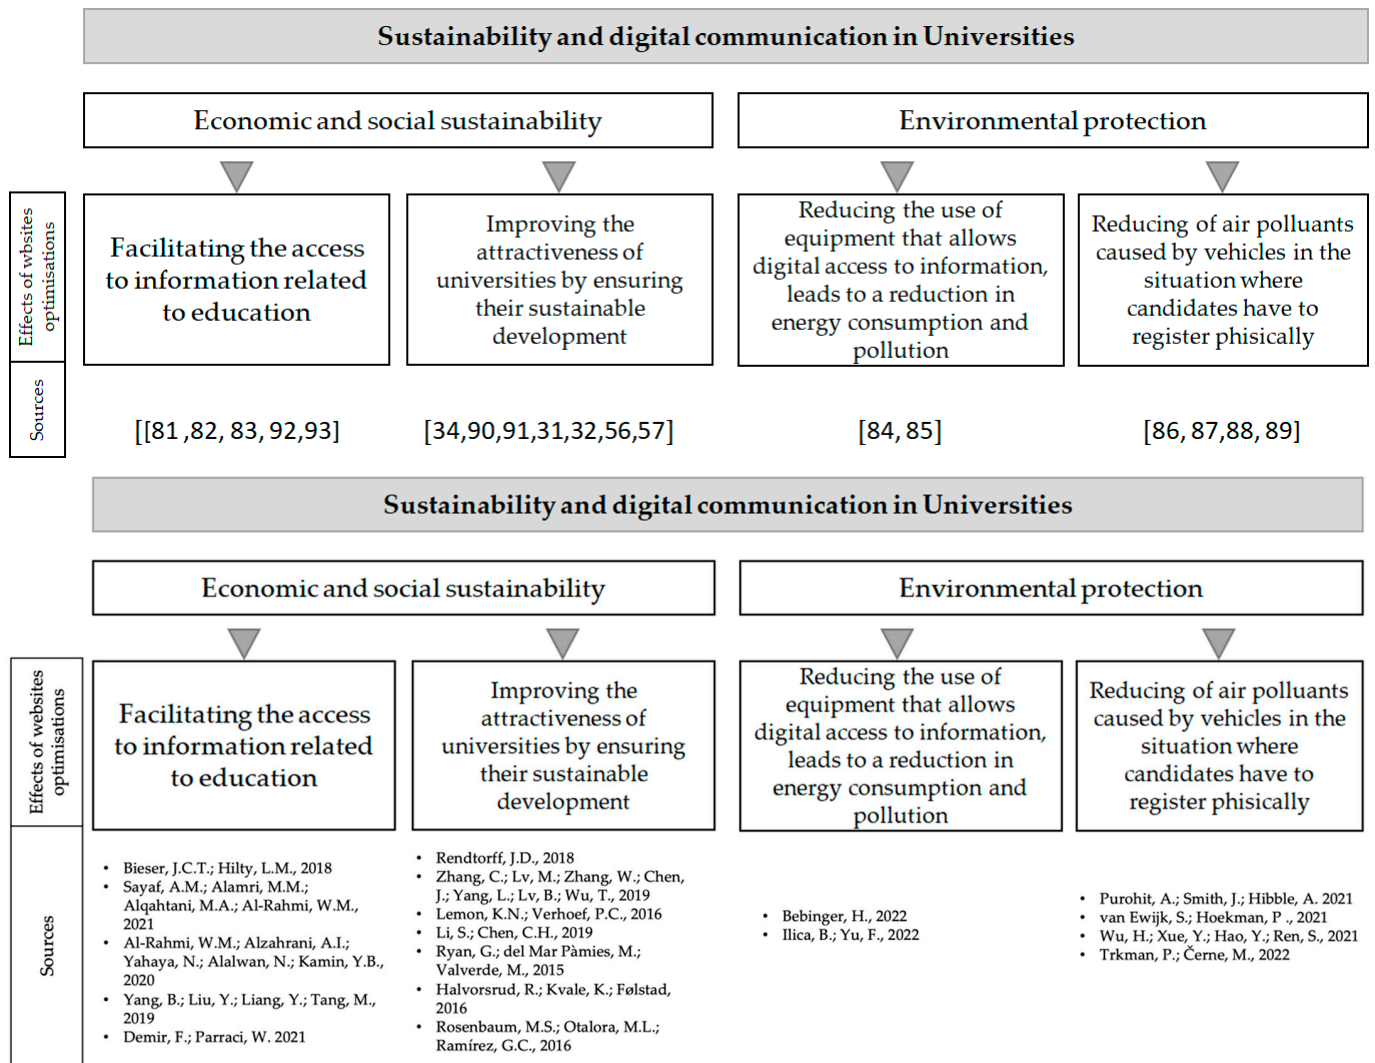 Sustainability and digital communication in Universities
Economic and social sustainability
Environmental protection
Effects of wbsites
optimisations
Facilitating the access
to information related
to education
Improving the
attractiveness of
universities by ensuring
their sustainable
development
Reducing the use of
equipment that allows
digital access to information,
leads to a reduction in
energy consumption and
pollution
Reducing of air polluants
caused by vehicles in the
situation where
candidates have to
register phisically
Sources
[[81 ,82, 83, 92,93]
[34,90,91,31,32,56,57]
[84, 85]
[86, 87,88, 89]
Sustainability and digital communication in Universities
Economic and social sustainability
Environmental protection
Effects of websites
optimisations
Facilitating the access
to information related
to education
Improving the
attractiveness of
universities by ensuring
their sustainable
development
Reducing the use of
equipment that allows
digital access to information,
leads to a reduction in
energy consumption and
pollution
Reducing of air polluants
caused by vehicles in the
situation where
candidates have to
register phisically
Sources
• Bieser, J.C.T.; Hilty, L.M., 2018
• Sayaf, A.M.; Alamri, M.M.;
Alqahtani, M.A.; Al-Rahmi, W.M.,
2021
• Al-Rahmi, W.M.; Alzahrani, A.I.;
Yahaya, N.; Alalwan, N.; Kamin, Y.B.,
2020
• Yang, B.; Liu, Y.; Liang, Y.; Tang, M.,
2019
• Demir, F.; Parraci, W. 2021
• Rendtorff, J.D., 2018
• Zhang, C.; Lv, M.; Zhang, W.; Chen,
J.; Yang, L.; Lv, B.; Wu, T., 2019
• Lemon, K.N.; Verhoef, P.C., 2016
• Li, S.; Chen, C.H., 2019
• Ryan, G.; del Mar Pàmies, M.;
Valverde, M., 2015
• Halvorsrud, R.; Kvale, K.; Følstad,
2016
• Rosenbaum, M.S.; Otalora, M.L.;
Ramírez, G.C., 2016
• Bebinger, H., 2022
• Ilica, B.; Yu, F., 2022
• Purohit, A.; Smith, J.; Hibble, A. 2021
• van Ewijk, S.; Hoekman, P ., 2021
• Wu, H.; Xue, Y.; Hao, Y.; Ren, S., 2021
• Trkman, P.; Černe, M., 2022